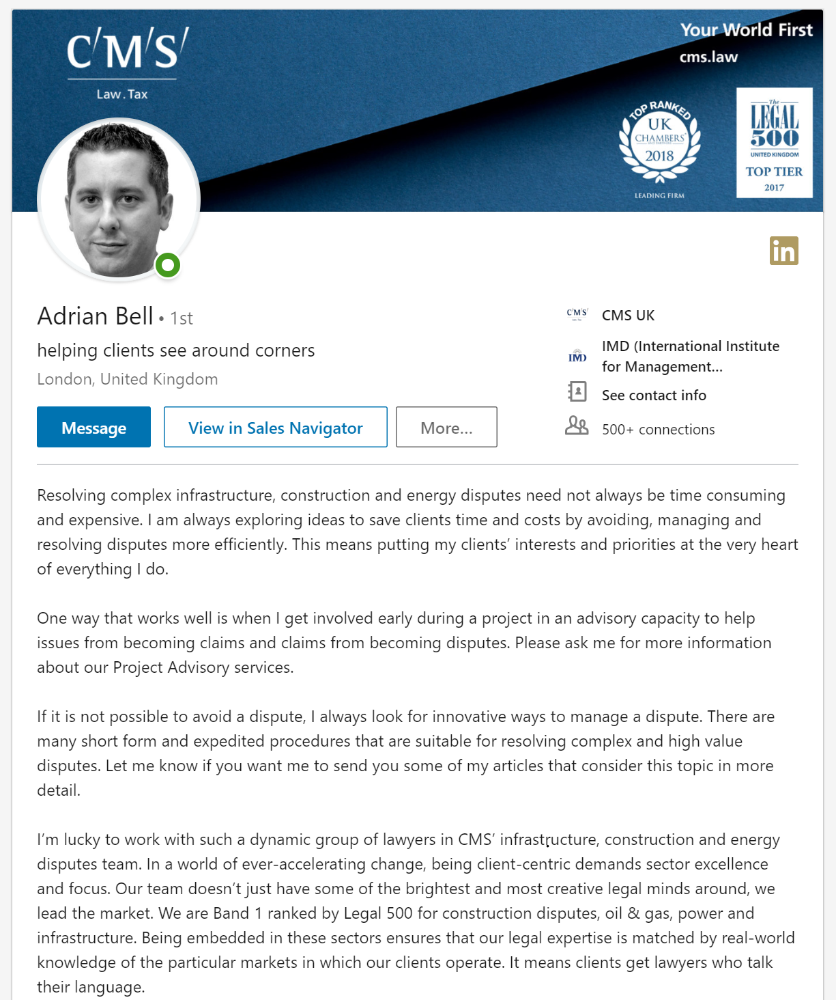 C'M'S'
Law.Tax
Your World First
cms.law
TOP RANKED
UK
CHAMBERS
2018
LEADING FIRM
The
LEGAL
500
UNITED KINGDOM
TOP TIER
2017
in
Adrian Bell • 1st
helping clients see around corners
London, United Kingdom
Message
View in Sales Navigator
More...
C'M'S'
CMS UK
IMD
IMD (International Institute
for Management...
See contact info
500+ connections
Resolving complex infrastructure, construction and energy disputes need not always be time consuming
and expensive. I am always exploring ideas to save clients time and costs by avoiding, managing and
resolving disputes more efficiently. This means putting my clients’ interests and priorities at the very heart
of everything I do.
One way that works well is when I get involved early during a project in an advisory capacity to help
issues from becoming claims and claims from becoming disputes. Please ask me for more information
about our Project Advisory services.
If it is not possible to avoid a dispute, I always look for innovative ways to manage a dispute. There are
many short form and expedited procedures that are suitable for resolving complex and high value
disputes. Let me know if you want me to send you some of my articles that consider this topic in more
detail.
I’m lucky to work with such a dynamic group of lawyers in CMS’ infrastructure, construction and energy
disputes team. In a world of ever-accelerating change, being client-centric demands sector excellence
and focus. Our team doesn’t just have some of the brightest and most creative legal minds around, we
lead the market. We are Band 1 ranked by Legal 500 for construction disputes, oil & gas, power and
infrastructure. Being embedded in these sectors ensures that our legal expertise is matched by real-world
knowledge of the particular markets in which our clients operate. It means clients get lawyers who talk
their language.